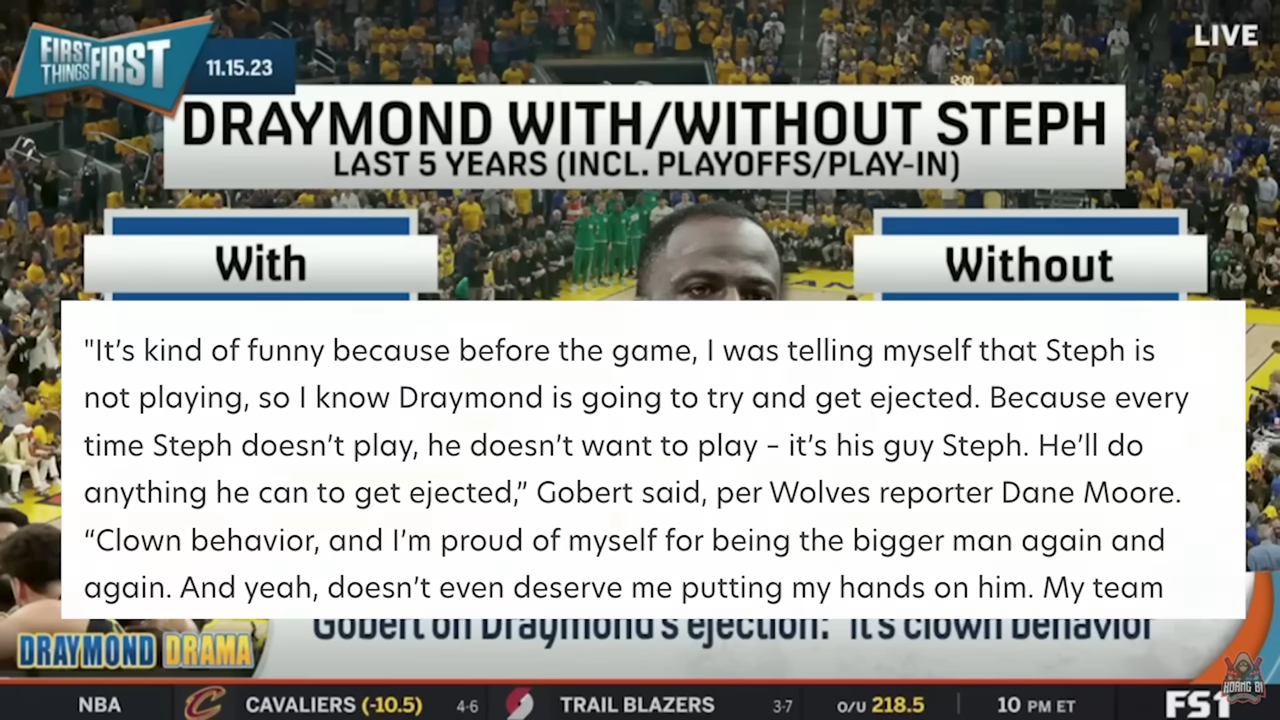 FIRST
THINGS FIRST
11.15.23
LIVE
DRAYMOND WITH/WITHOUT STEPH
LAST 5 YEARS (INCL. PLAYOFFS/PLAY-IN)
With
Without
"It’s kind of funny because before the game, I was telling myself that Steph is
not playing, so I know Draymond is going to try and get ejected. Because every
time Steph doesn’t play, he doesn’t want to play – it’s his guy Steph. He’ll do
anything he can to get ejected,” Gobert said, per Wolves reporter Dane Moore.
“Clown behavior, and I’m proud of myself for being the bigger man again and
again. And yeah, doesn’t even deserve me putting my hands on him. My team
Gobert on Draymond's ejection: "It's clown behavior
DRAYMOND DRAMA
NBA CAVALIERS (-10.5) 4-6 TRAIL BLAZERS 3-7 O/U 218.5 10 PM ET FS1
HOANG BI